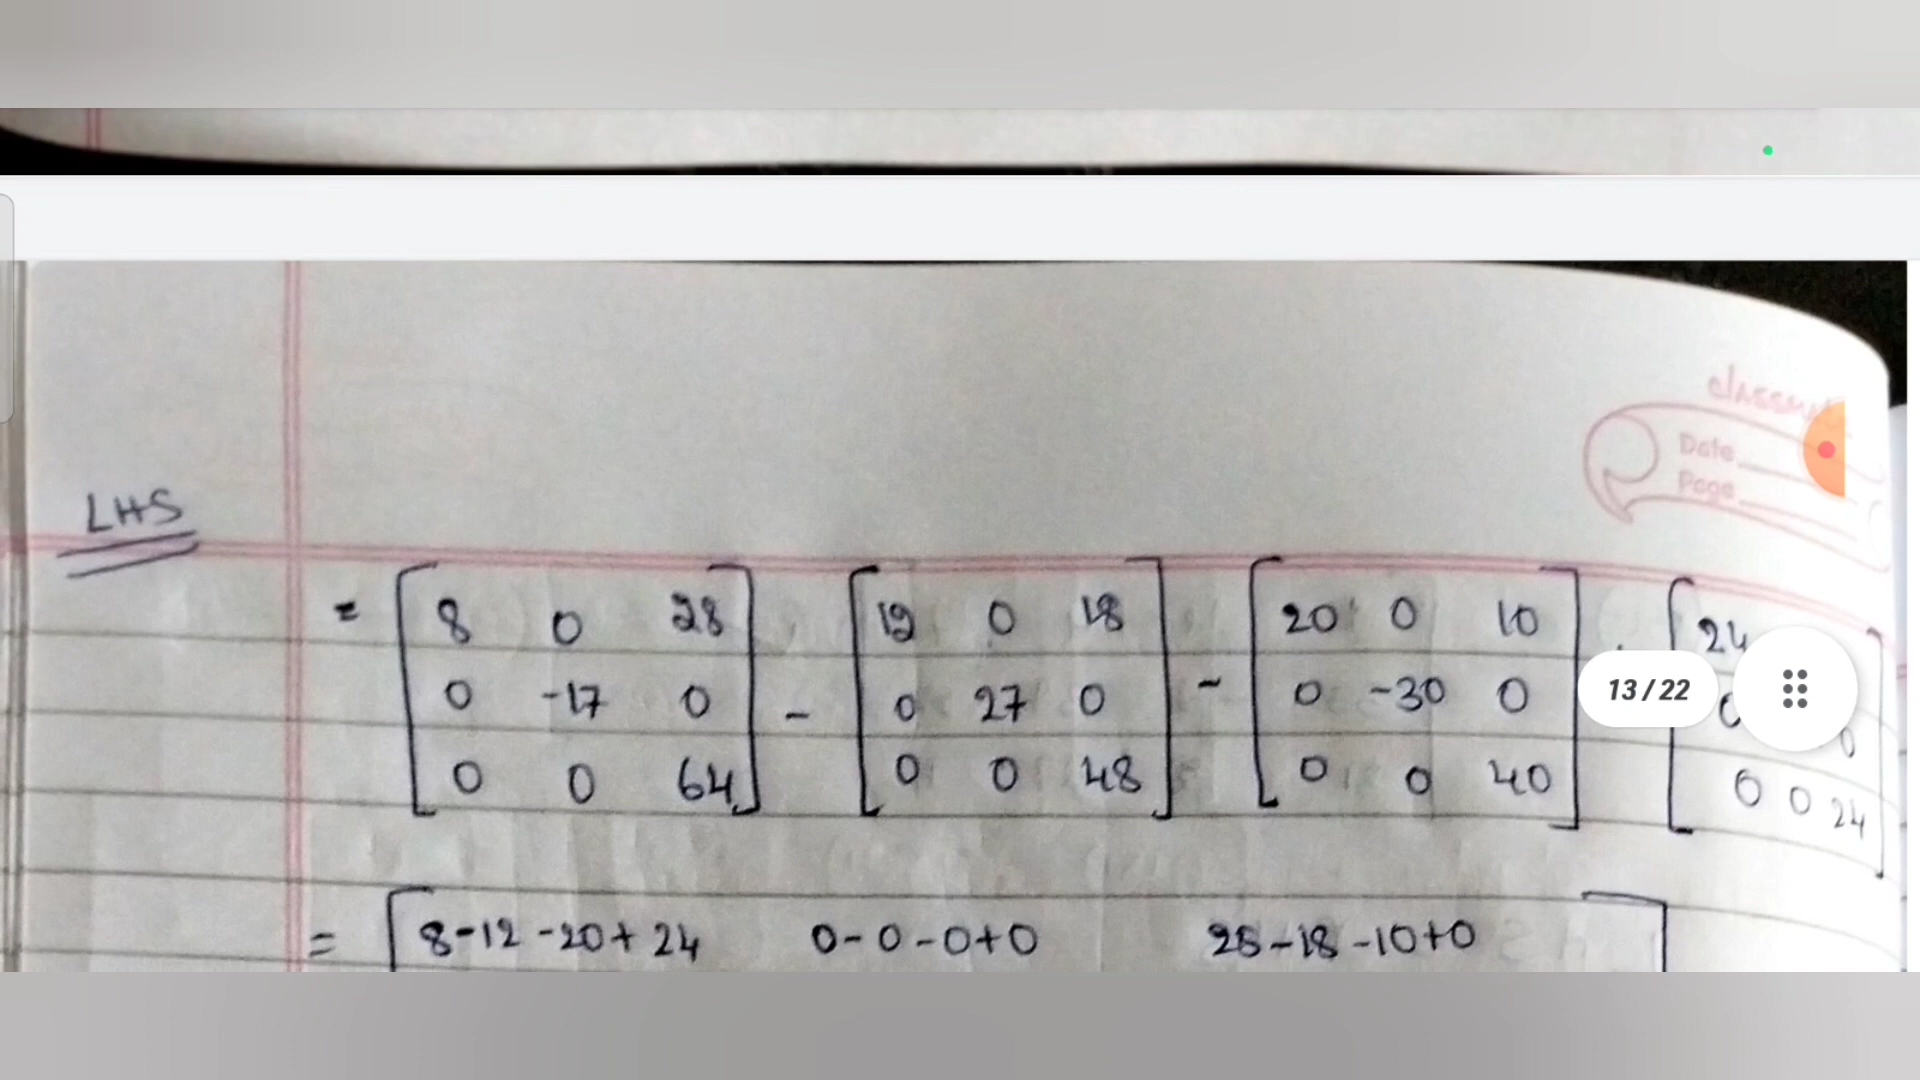 classmate
Date
Page
LHS
= [ 8 0 28 ] - [ 12 0 18 ] - [ 20 0 10 ] [ 24
0 -17 0 0 27 0 0 -30 0 0 0
0 0 64 0 0 48 0 0 40 0 0 24
13 / 22
= [ 8-12-20+24 0-0-0+0 28-18-10+0 ]